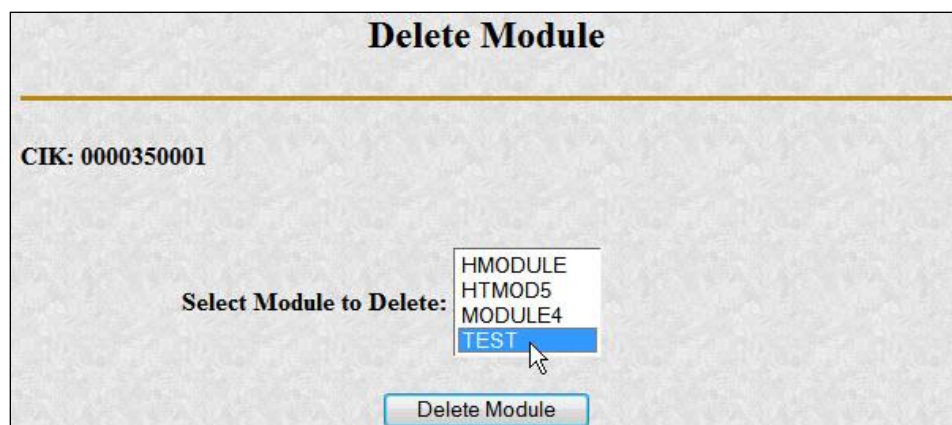 Delete Module
CIK: 0000350001
HMODULE
HTMOD5
Select Module to Delete:
MODULE4
TEST
Delete Module